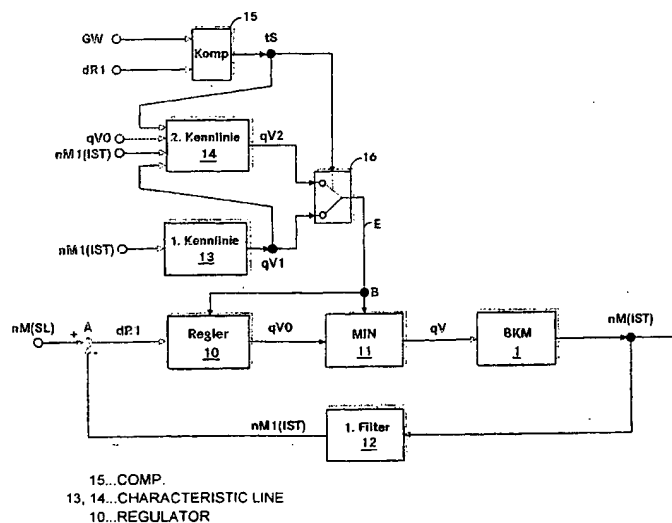 15
GW
tS
Komp
dR1
qV0
2. Kennlinie
qV2
nM1(IST)
14
16
1. Kennlinie
E
nM1(IST)
13
qV1
B
nM(SL)
+
A
dR1
Regler
qV0
MIN
qV
BKM
nM(IST)
-
10
11
1
nM1(IST)
1. Filter
12
15...COMP.
13, 14...CHARACTERISTIC LINE
10...REGULATOR